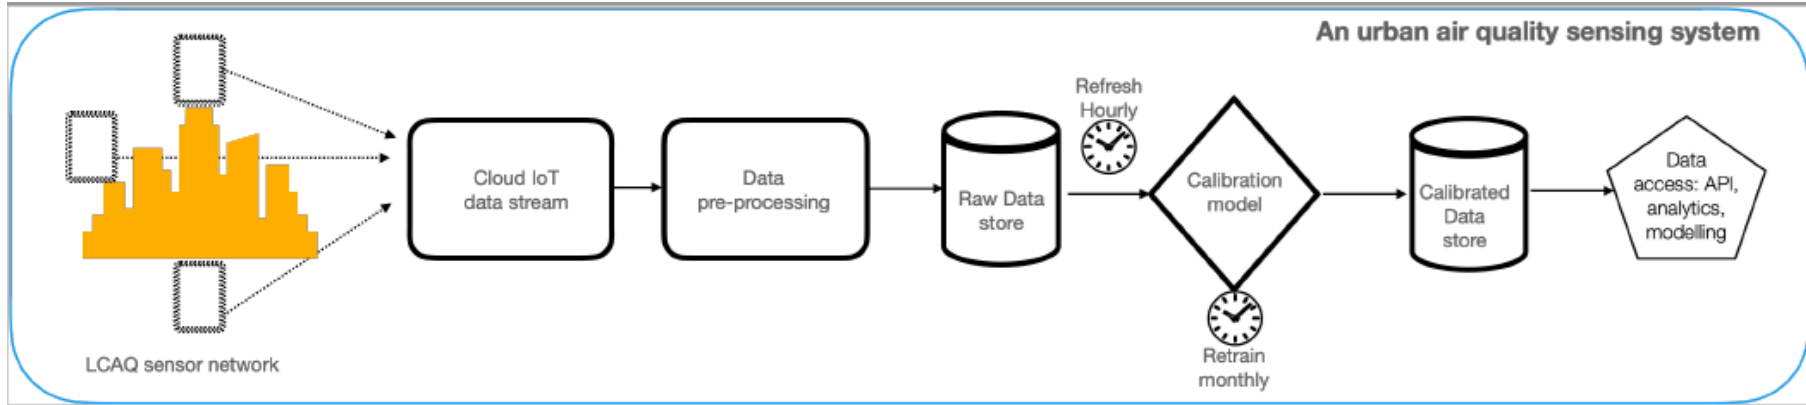 An urban air quality sensing system
LCAQ sensor network
Cloud IoT
data stream
Data
pre-processing
Raw Data
store
Refresh
Hourly
Calibration
model
Retrain
monthly
Calibrated
Data
store
Data
access: API,
analytics,
modelling